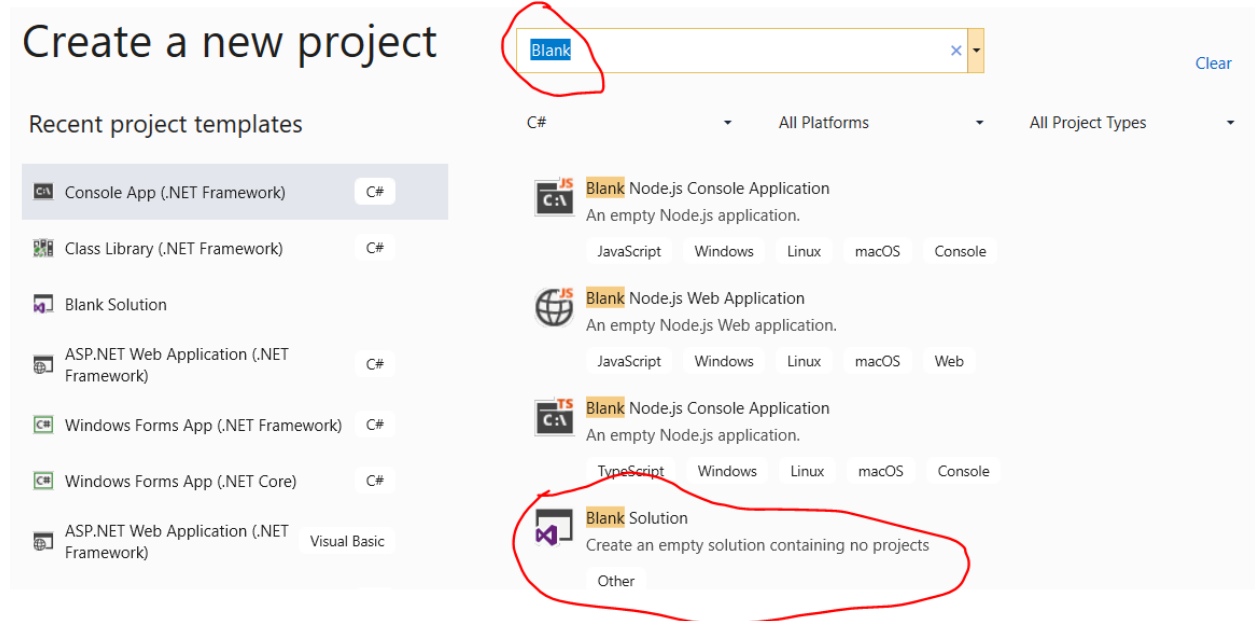 Create a new project
Blank
Clear
Recent project templates
C#
All Platforms
All Project Types
Console App (.NET Framework)
C#
Class Library (.NET Framework)
C#
Blank Solution
ASP.NET Web Application (.NET
Framework)
C#
Windows Forms App (.NET Framework)
C#
Windows Forms App (.NET Core)
C#
ASP.NET Web Application (.NET
Framework)
Visual Basic
JS
C:\
Blank Node.js Console Application
An empty Node.js application.
JavaScript Windows Linux macOS Console
JS
Blank Node.js Web Application
An empty Node.js Web application.
JavaScript Windows Linux macOS Web
TS
C:\
Blank Node.js Console Application
An empty Node.js application.
TypeScript Windows Linux macOS Console
Blank Solution
Create an empty solution containing no projects
Other